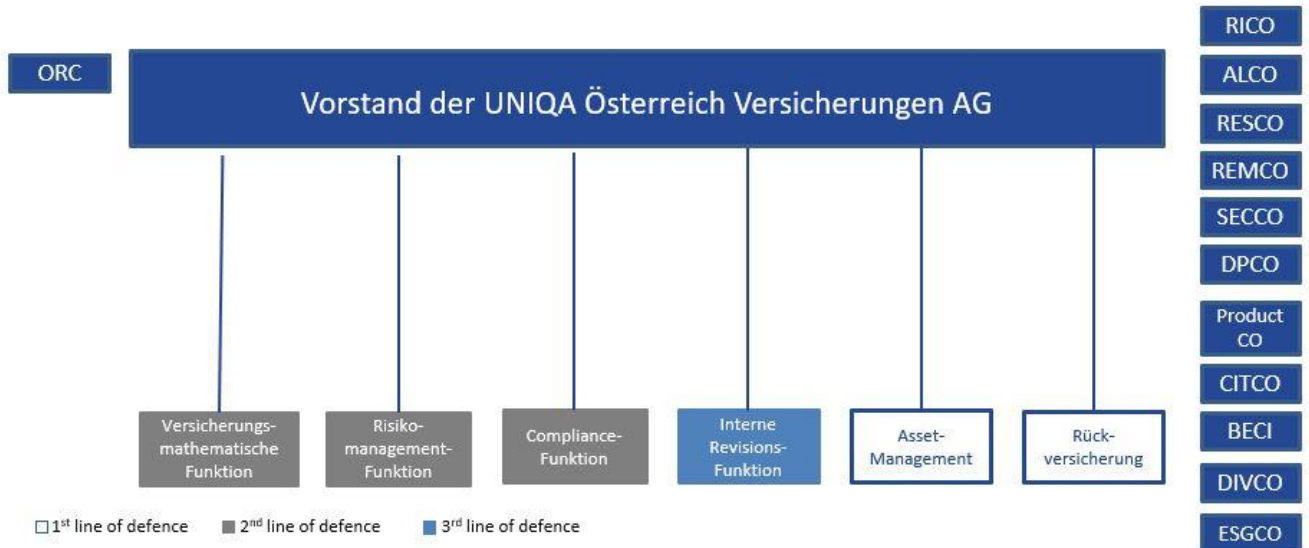 ORC
Vorstand der UNIQA Österreich Versicherungen AG
RICO
ALCO
RESCO
REMCO
SECCO
DPCO
Product
CO
CITCO
BECI
DIVCO
ESGCO
Versicherungs-
mathematische
Funktion
Risiko-
management-
Funktion
Compliance-
Funktion
Interne
Revisions-
Funktion
Asset-
Management
Rück-
versicherung
1st line of defence
2nd line of defence
3rd line of defence